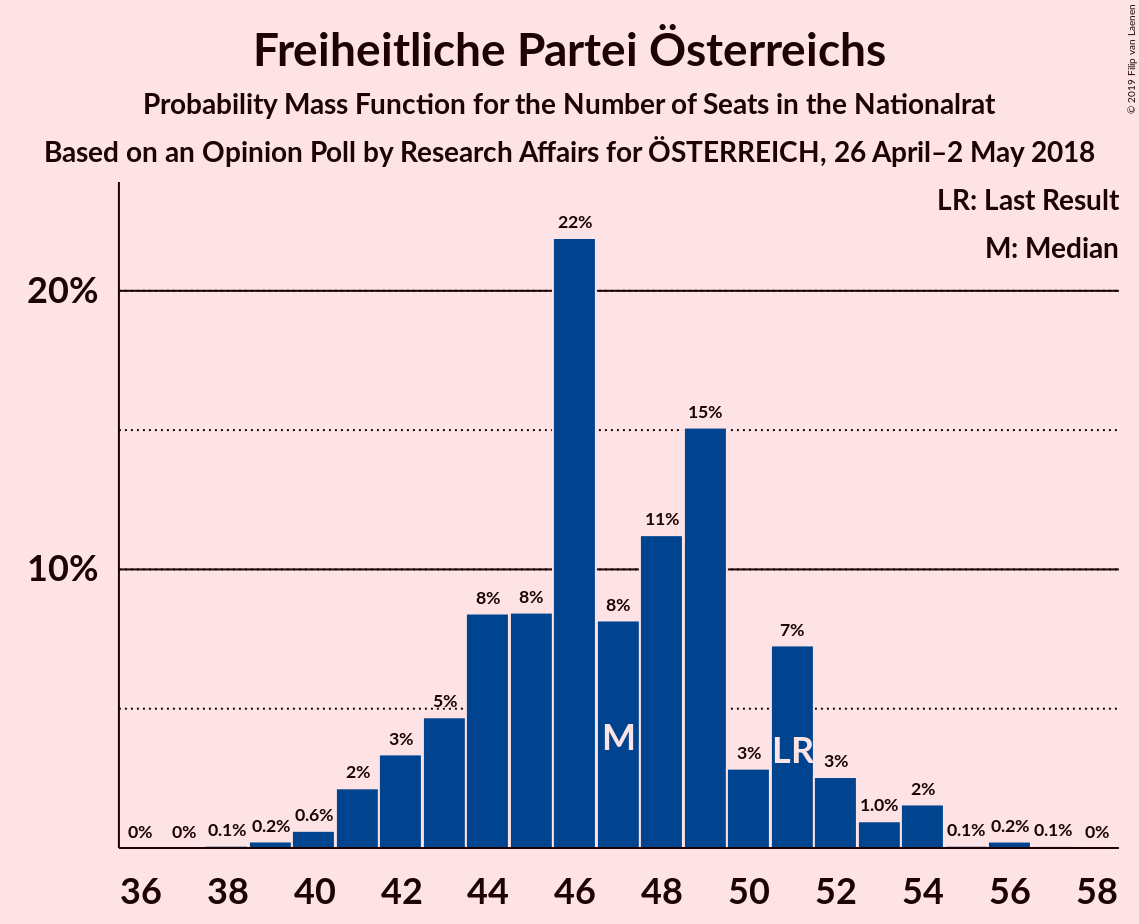 Freiheitliche Partei Österreichs
Probability Mass Function for the Number of Seats in the Nationalrat
Based on an Opinion Poll by Research Affairs for ÖSTERREICH, 26 April–2 May 2018
© 2019 Filip van Laenen
LR: Last Result
M: Median
20%
10%
0% 0% 0.1% 0.2% 0.6% 2% 3% 5% 8% 8% 22% 8% 11% 15% 3% 7% 3% 1.0% 2% 0.1% 0.2% 0.1% 0%
M LR
36 38 40 42 44 46 48 50 52 54 56 58